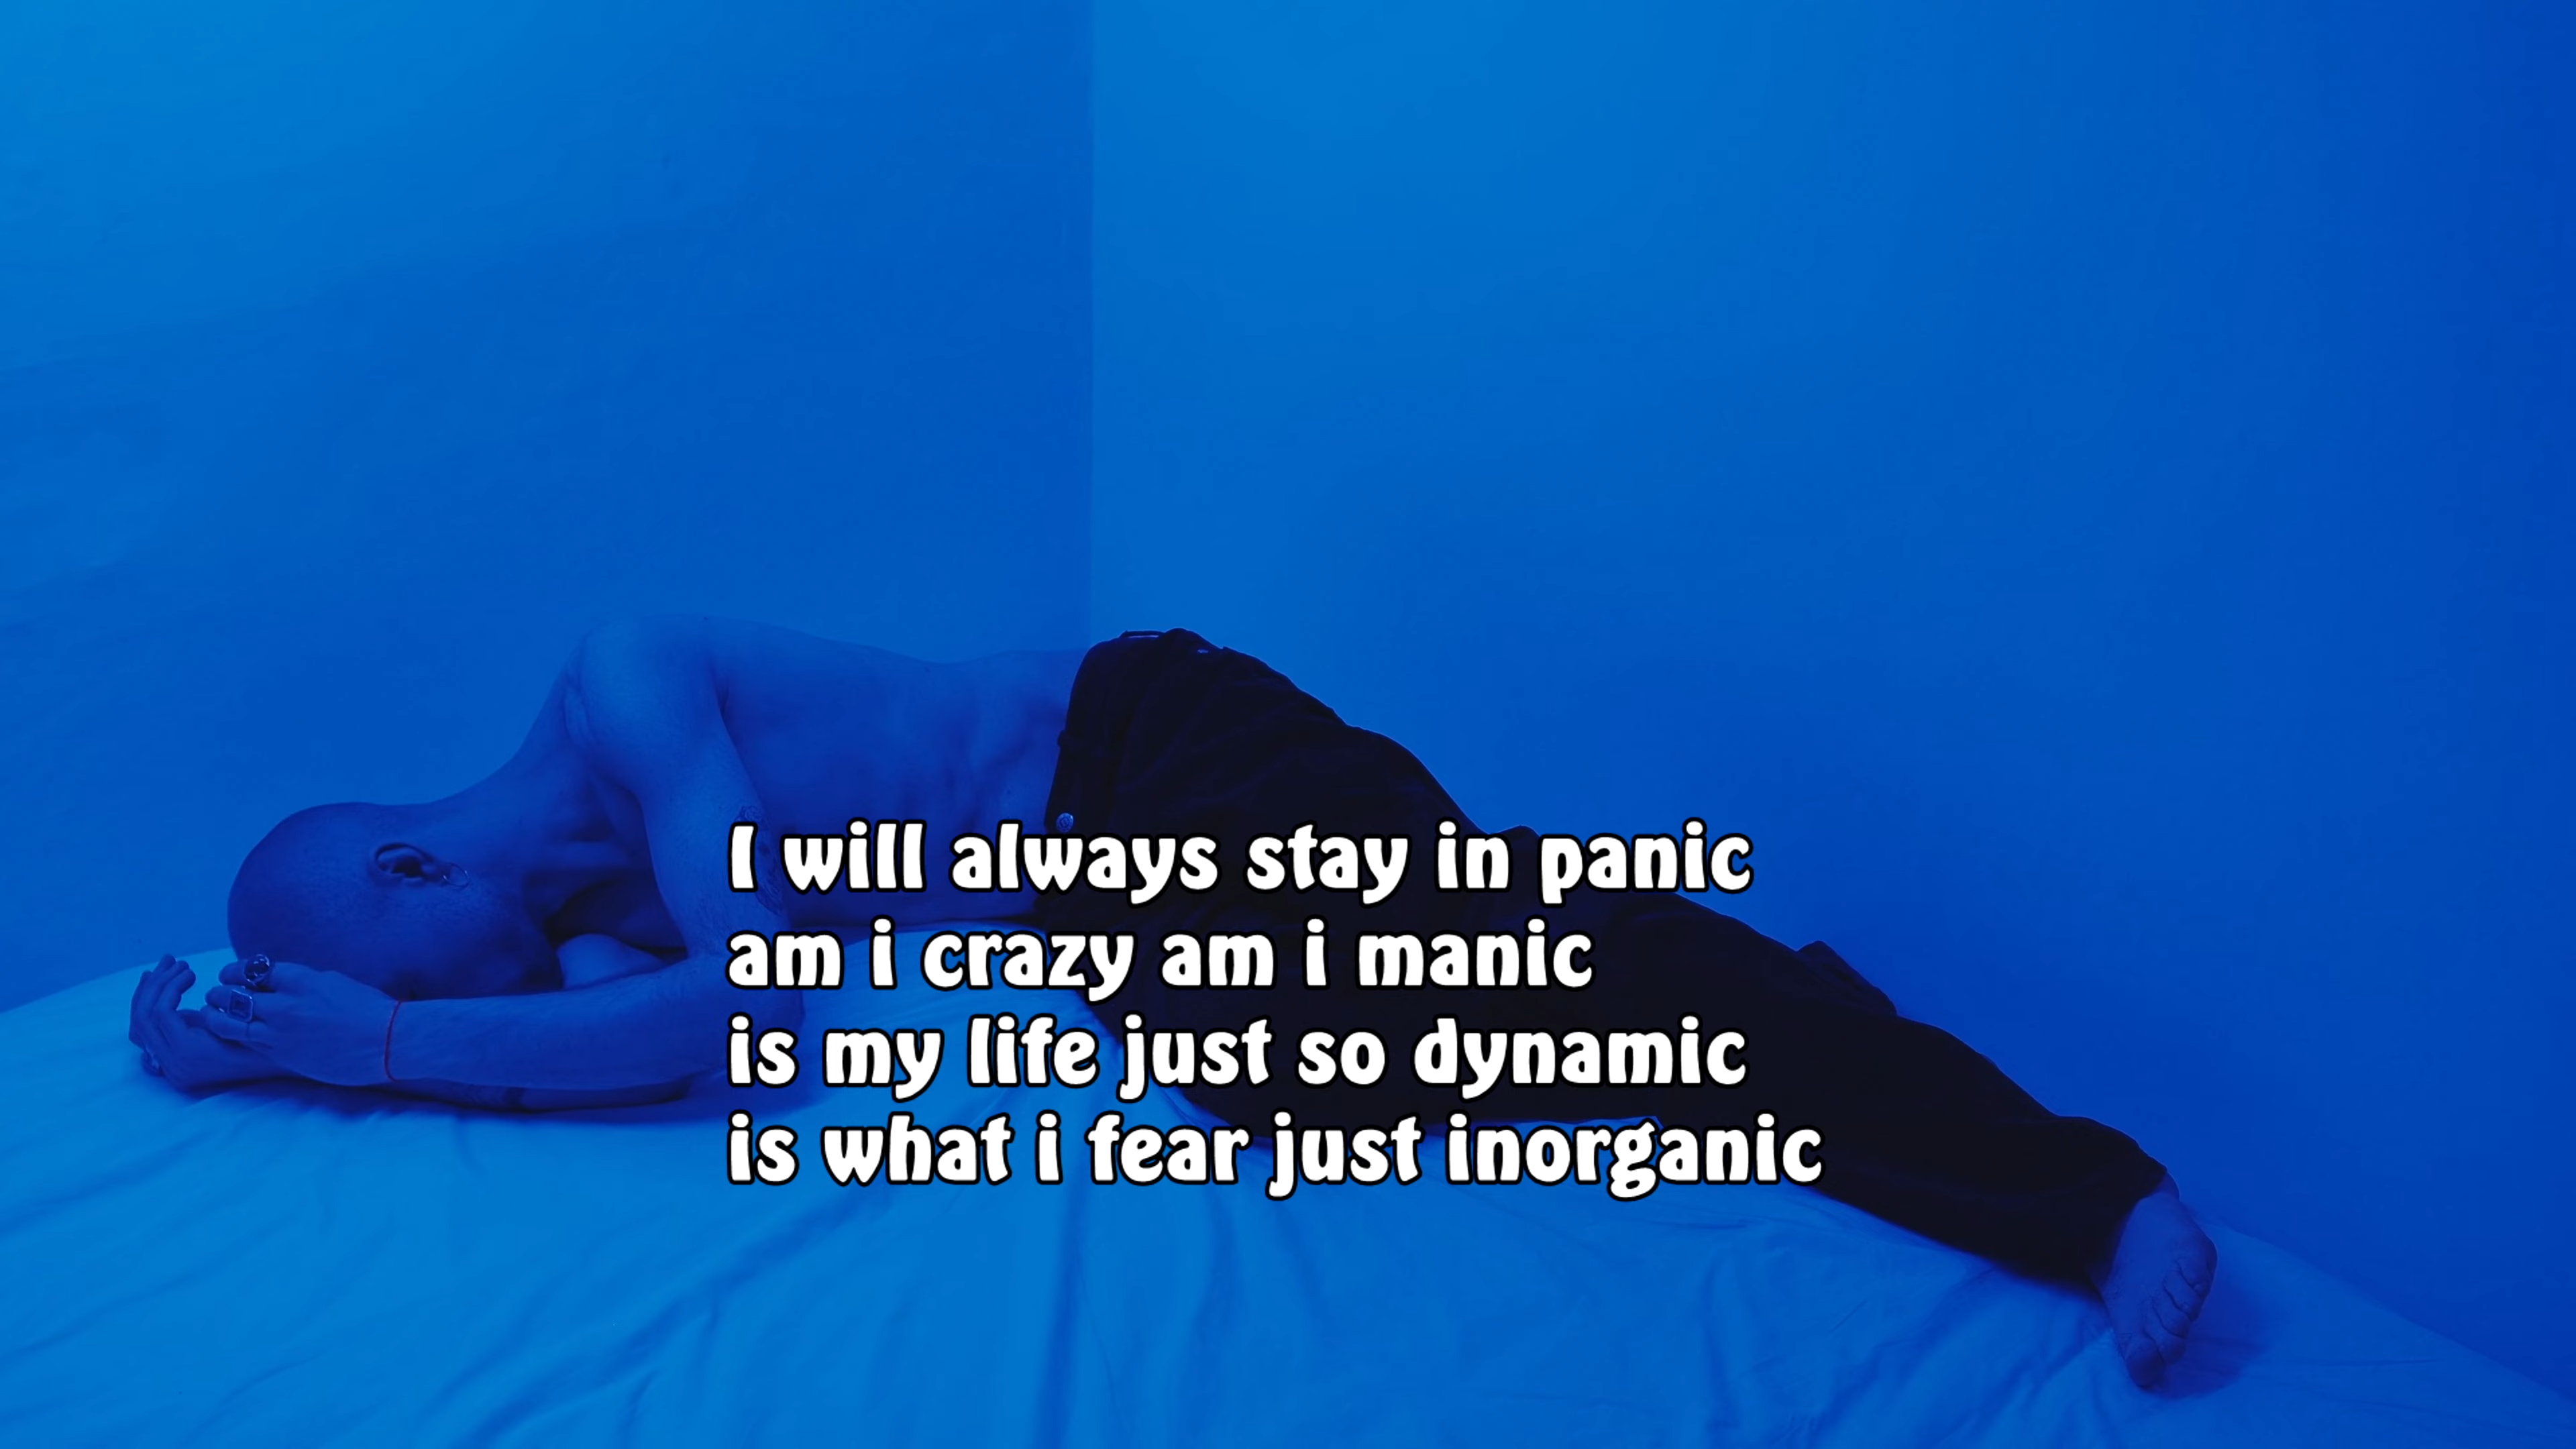 I will always stay in panic
am i crazy am i manic
is my life just so dynamic
is what i fear just inorganic